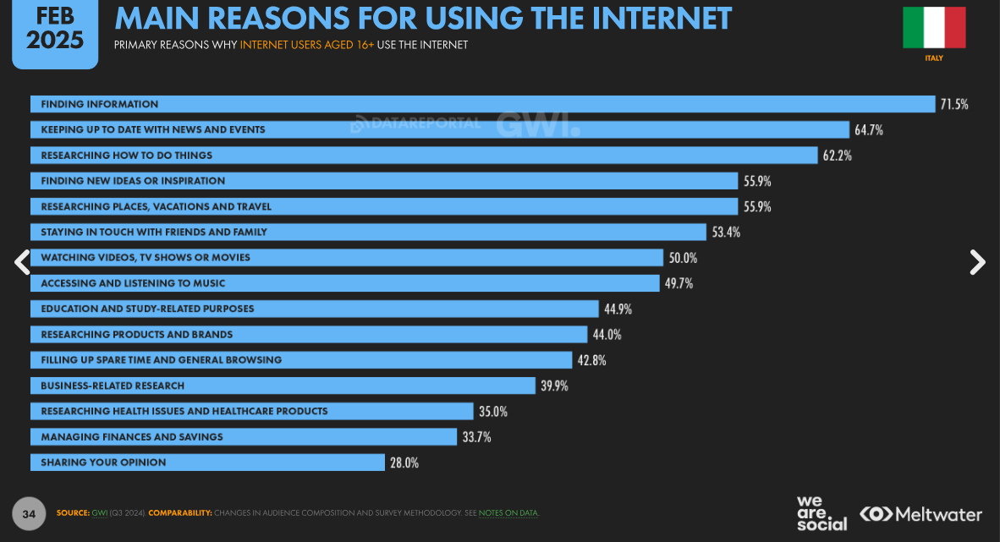 FEB
2025
MAIN REASONS FOR USING THE INTERNET
PRIMARY REASONS WHY INTERNET USERS AGED 16+ USE THE INTERNET
ITALY
FINDING INFORMATION 71.5%
DATAREPORTAL GWI.
KEEPING UP TO DATE WITH NEWS AND EVENTS 64.7%
RESEARCHING HOW TO DO THINGS 62.2%
FINDING NEW IDEAS OR INSPIRATION 55.9%
RESEARCHING PLACES, VACATIONS AND TRAVEL 55.9%
STAYING IN TOUCH WITH FRIENDS AND FAMILY 53.4%
WATCHING VIDEOS, TV SHOWS OR MOVIES 50.0%
ACCESSING AND LISTENING TO MUSIC 49.7%
EDUCATION AND STUDY-RELATED PURPOSES 44.9%
RESEARCHING PRODUCTS AND BRANDS 44.0%
FILLING UP SPARE TIME AND GENERAL BROWSING 42.8%
BUSINESS-RELATED RESEARCH 39.9%
RESEARCHING HEALTH ISSUES AND HEALTHCARE PRODUCTS 35.0%
MANAGING FINANCES AND SAVINGS 33.7%
SHARING YOUR OPINION 28.0%
34
SOURCE: GWI (Q3 2024). COMPARABILITY: CHANGES IN AUDIENCE COMPOSITION AND SURVEY METHODOLOGY. SEE NOTES ON DATA.
we
are
social
Meltwater